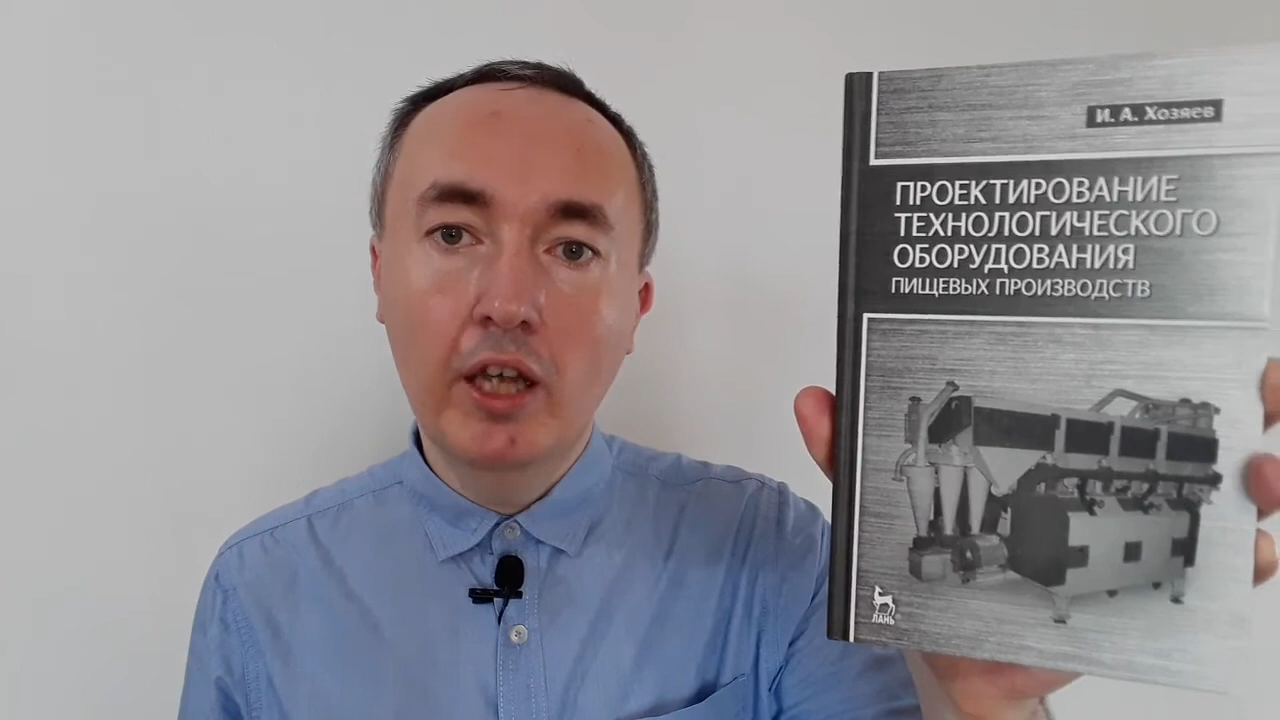 И. А. Хозяев
ПРОЕКТИРОВАНИЕ
ТЕХНОЛОГИЧЕСКОГО
ОБОРУДОВАНИЯ
ПИЩЕВЫХ ПРОИЗВОДСТВ
ЛАНЬ®